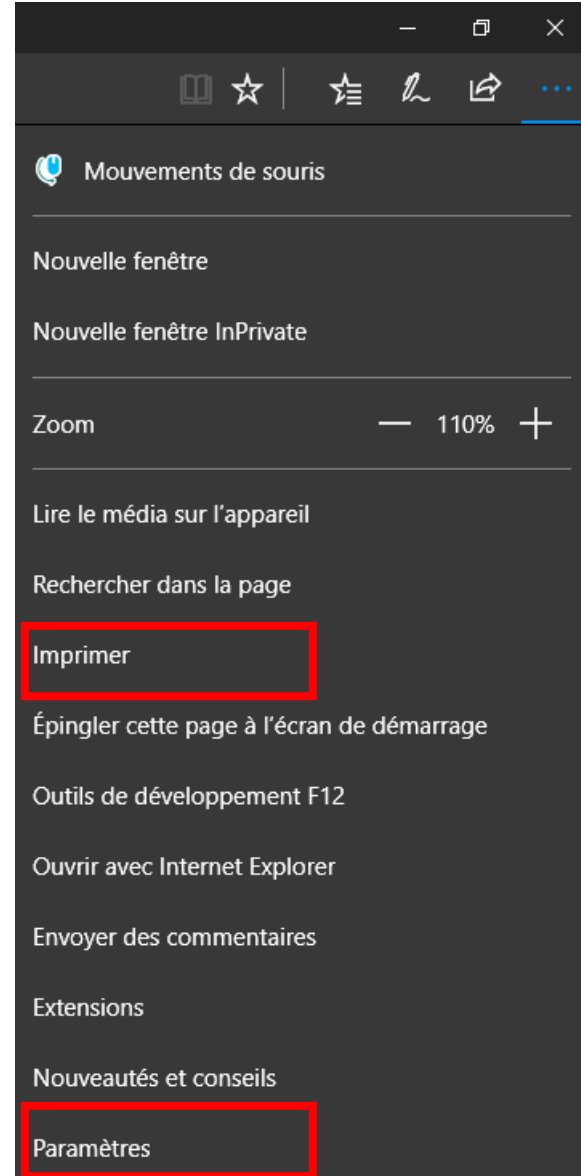 Mouvements de souris
Nouvelle fenêtre
Nouvelle fenêtre InPrivate
Zoom 110%
Lire le média sur l’appareil
Rechercher dans la page
Imprimer
Épingler cette page à l’écran de démarrage
Outils de développement F12
Ouvrir avec Internet Explorer
Envoyer des commentaires
Extensions
Nouveautés et conseils
Paramètres